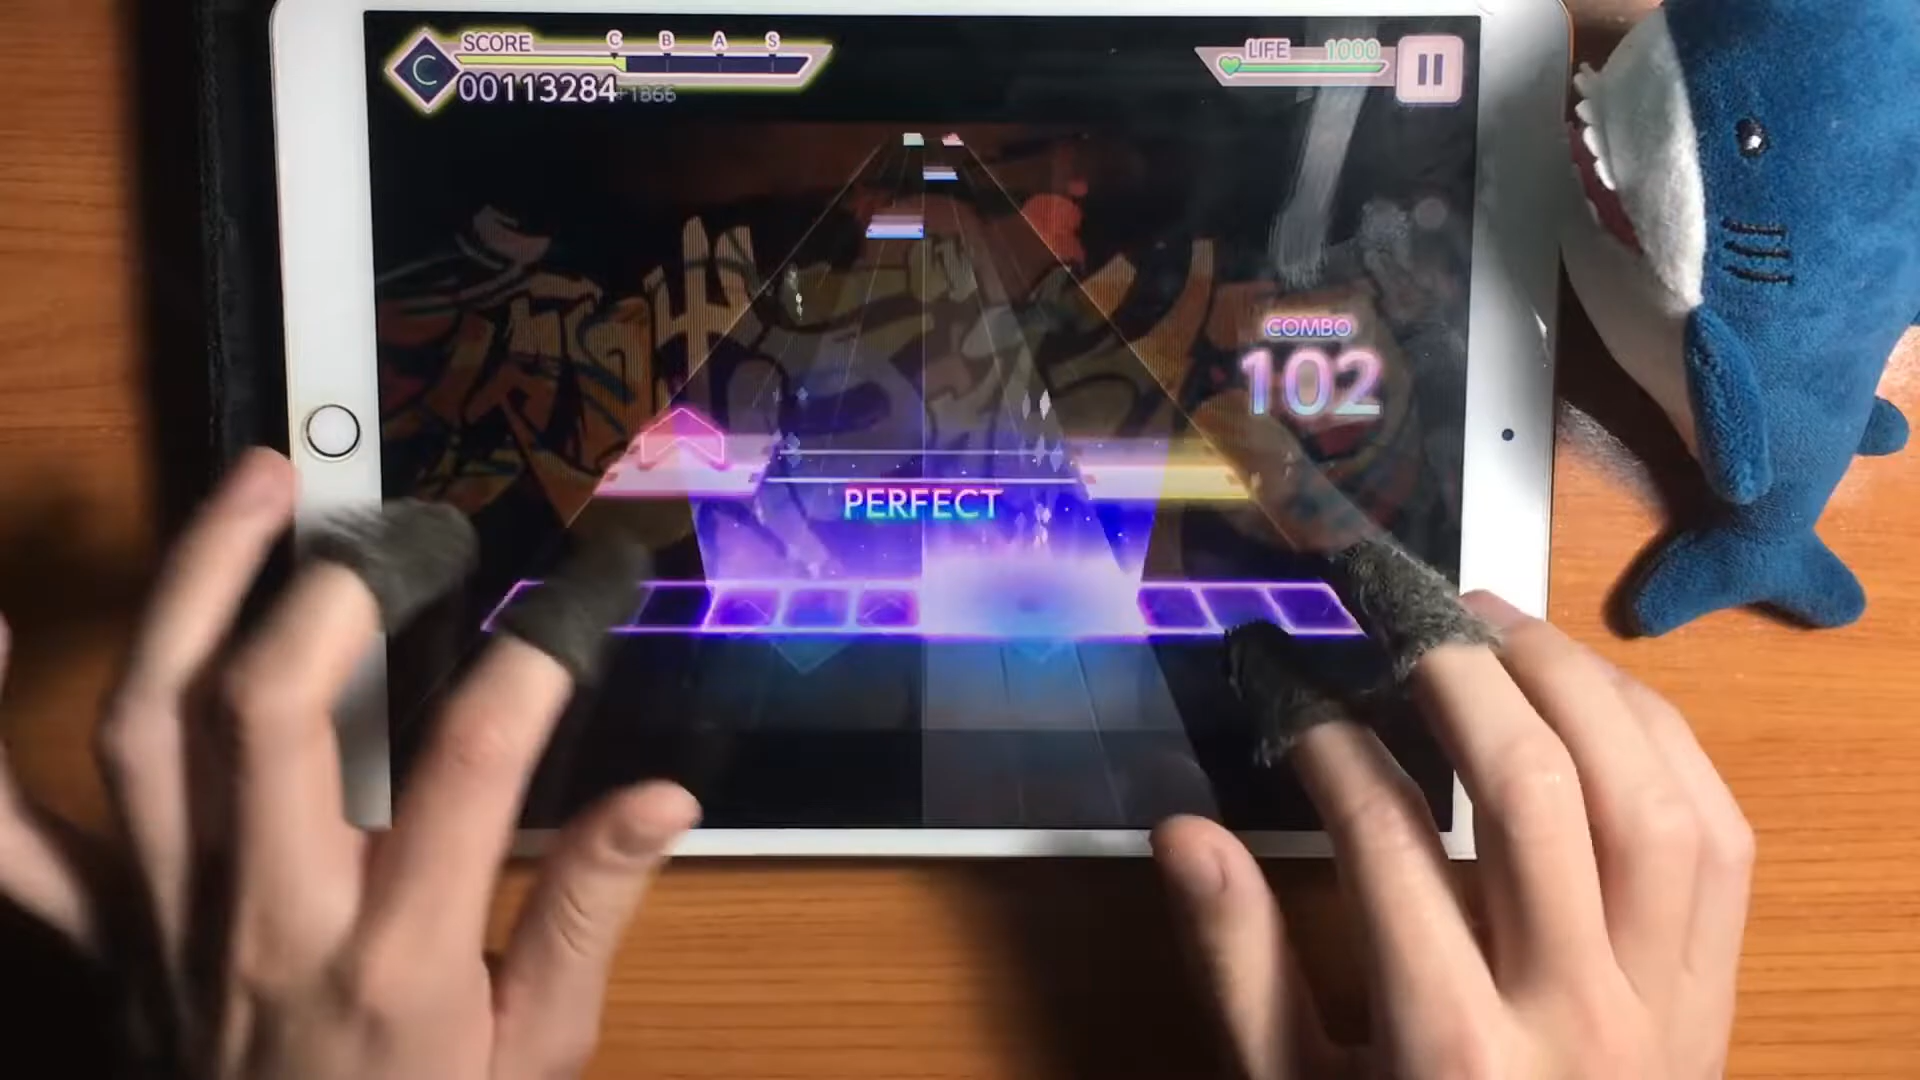 SCORE
C B A S
C
00113284+1866
LIFE 1000
COMBO
102
PERFECT